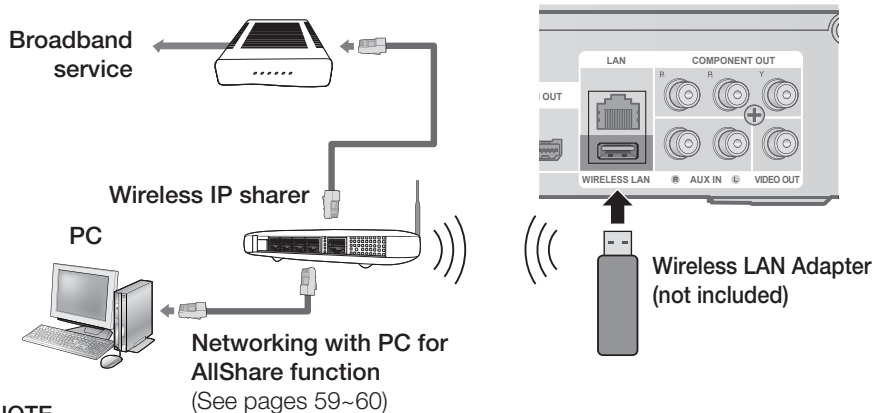 Broadband
service
LAN
COMPONENT OUT
OUT
WIRELESS LAN
R AUX IN L
VIDEO OUT
Wireless IP sharer
PC
Wireless LAN Adapter
(not included)
Networking with PC for
AllShare function
(See pages 59~60)